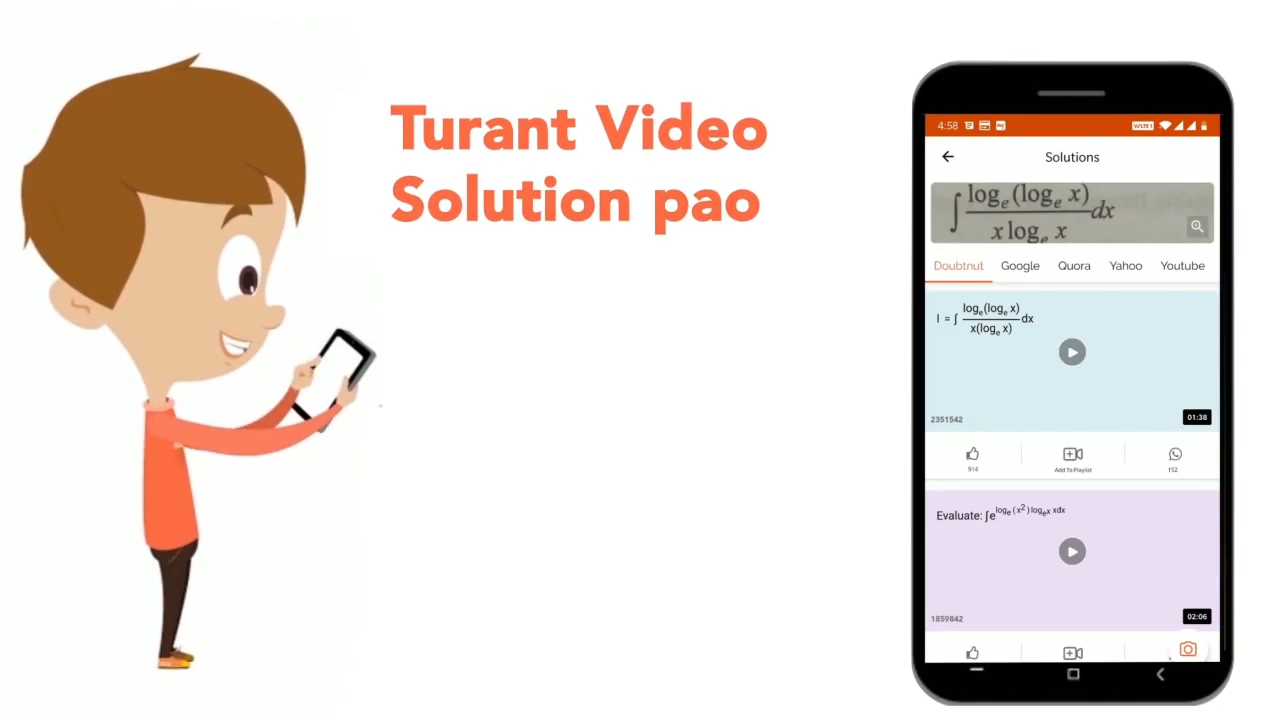 Turant Video
Solution pao
4:58
VoLTE1
Solutions
∫ logₑ(logₑ x) / x logₑ x dx
Doubtnut Google Quora Yahoo Youtube
I = ∫ logₑ(logₑ x) / x(logₑ x) dx
2351542 01:38
914 Add To Playlist 152
Evaluate: ∫e^logₑ(x²)logₑx xdx
1859842 02:06